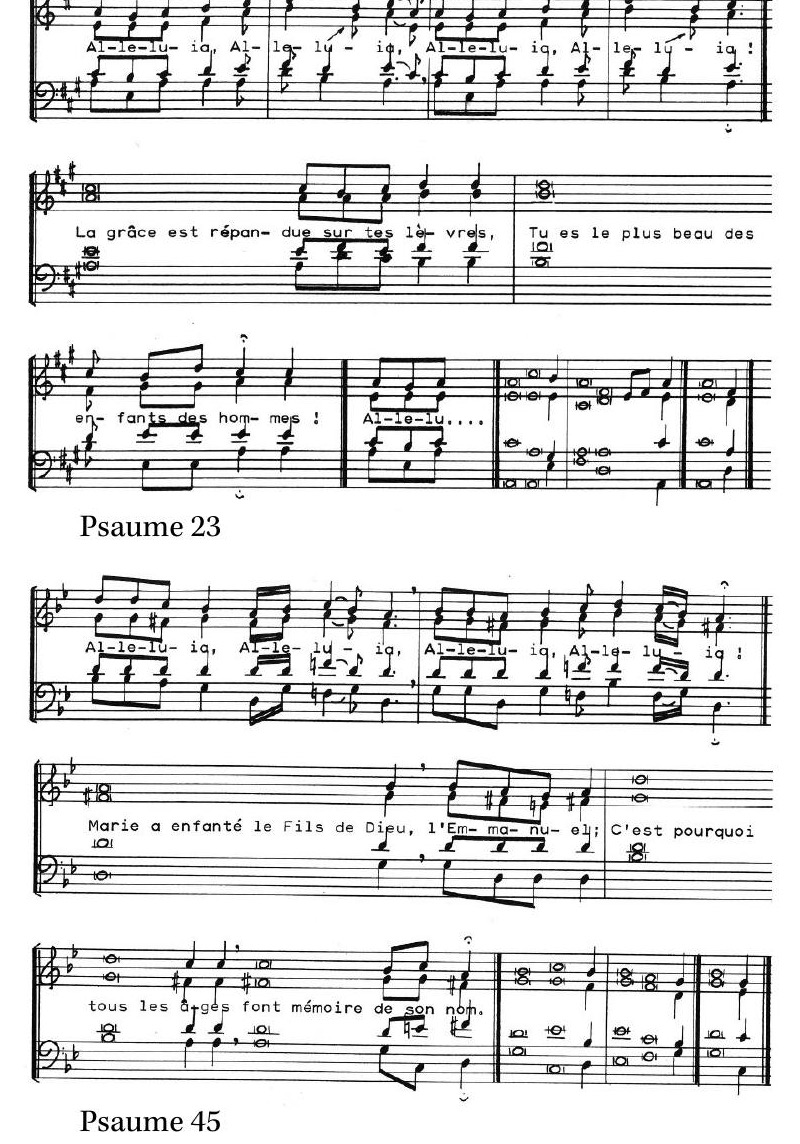 Al-le-lu- ia, Al- le- lu - ia, Al-le-lu- ia, Al- le- lu - ia !
La grâce est répan- due sur tes lè- vres, Tu es le plus beau des
en- fants des hom- mes ! Al-le-lu....
Psaume 23
Al-le-lu- ia, Al-le- lu - ia, Al-le-lu- ia, Al-le- lu - ia !
Marie a enfanté le Fils de Dieu, l'Em- ma- nu- el; C'est pourquoi
tous les â-ges font mémoire de son nom.
Psaume 45